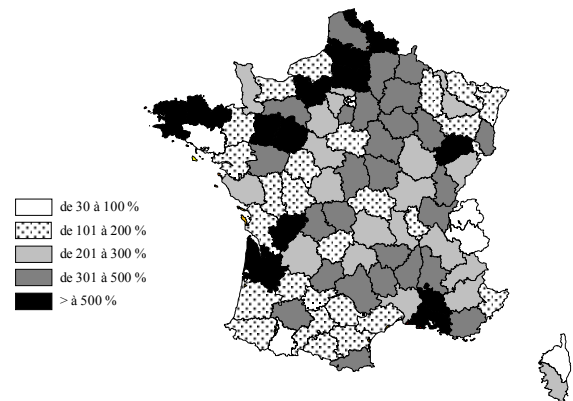 de 30 à 100 %
de 101 à 200 %
de 201 à 300 %
de 301 à 500 %
> à 500 %